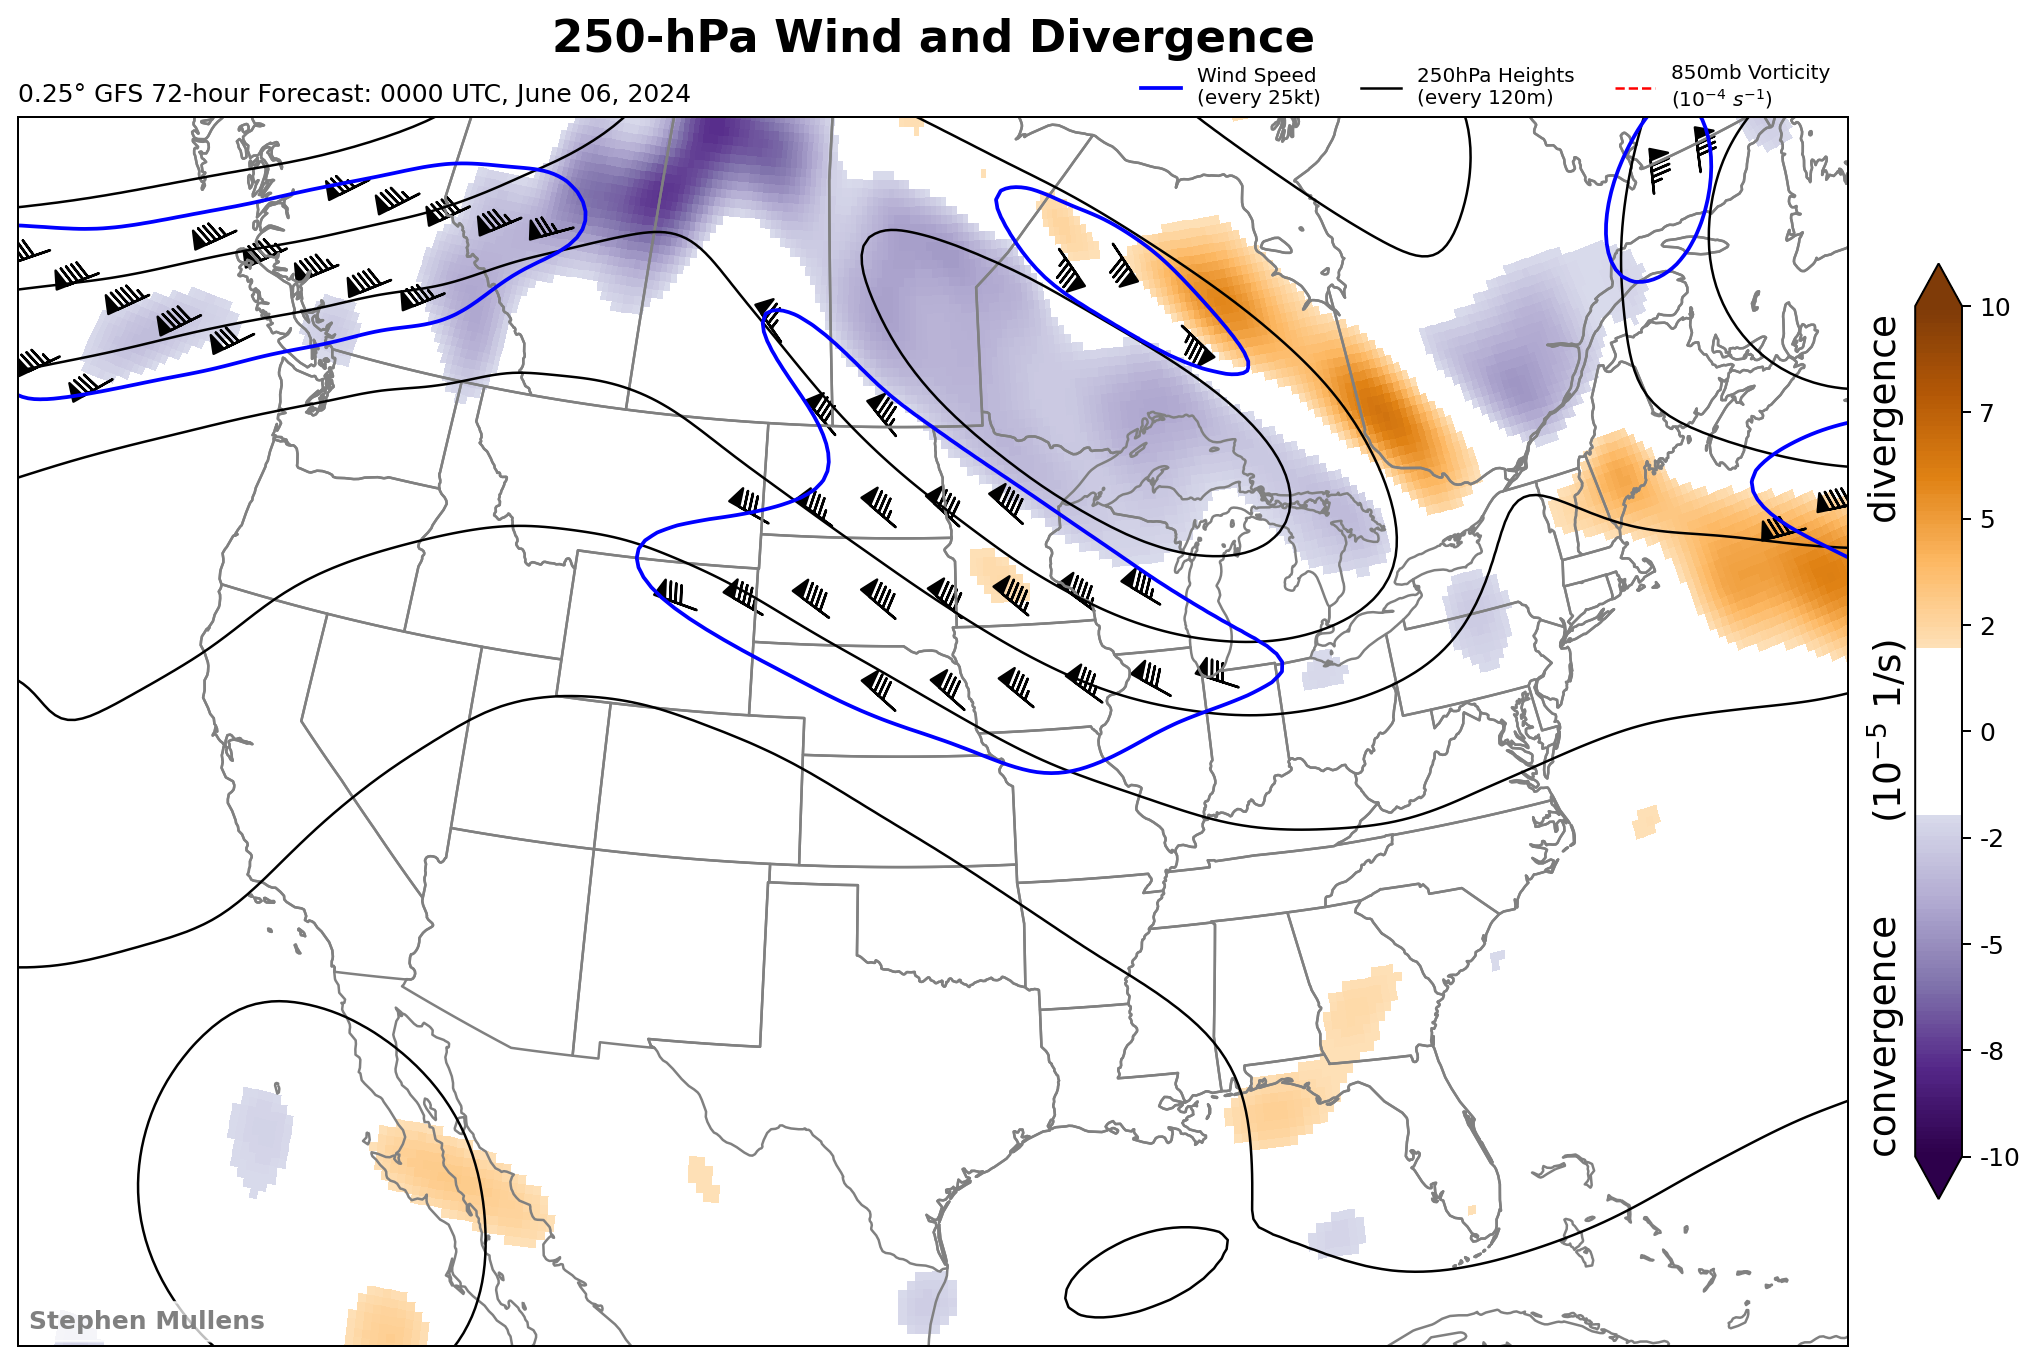 250-hPa Wind and Divergence
0.25° GFS 72-hour Forecast: 0000 UTC, June 06, 2024
Wind Speed
(every 25kt)
250hPa Heights
(every 120m)
850mb Vorticity
(10⁻⁴ s⁻¹)
10
7
5
2
0
-2
-5
-8
-10
convergence (10⁻⁵ 1/s) divergence
Stephen Mullens